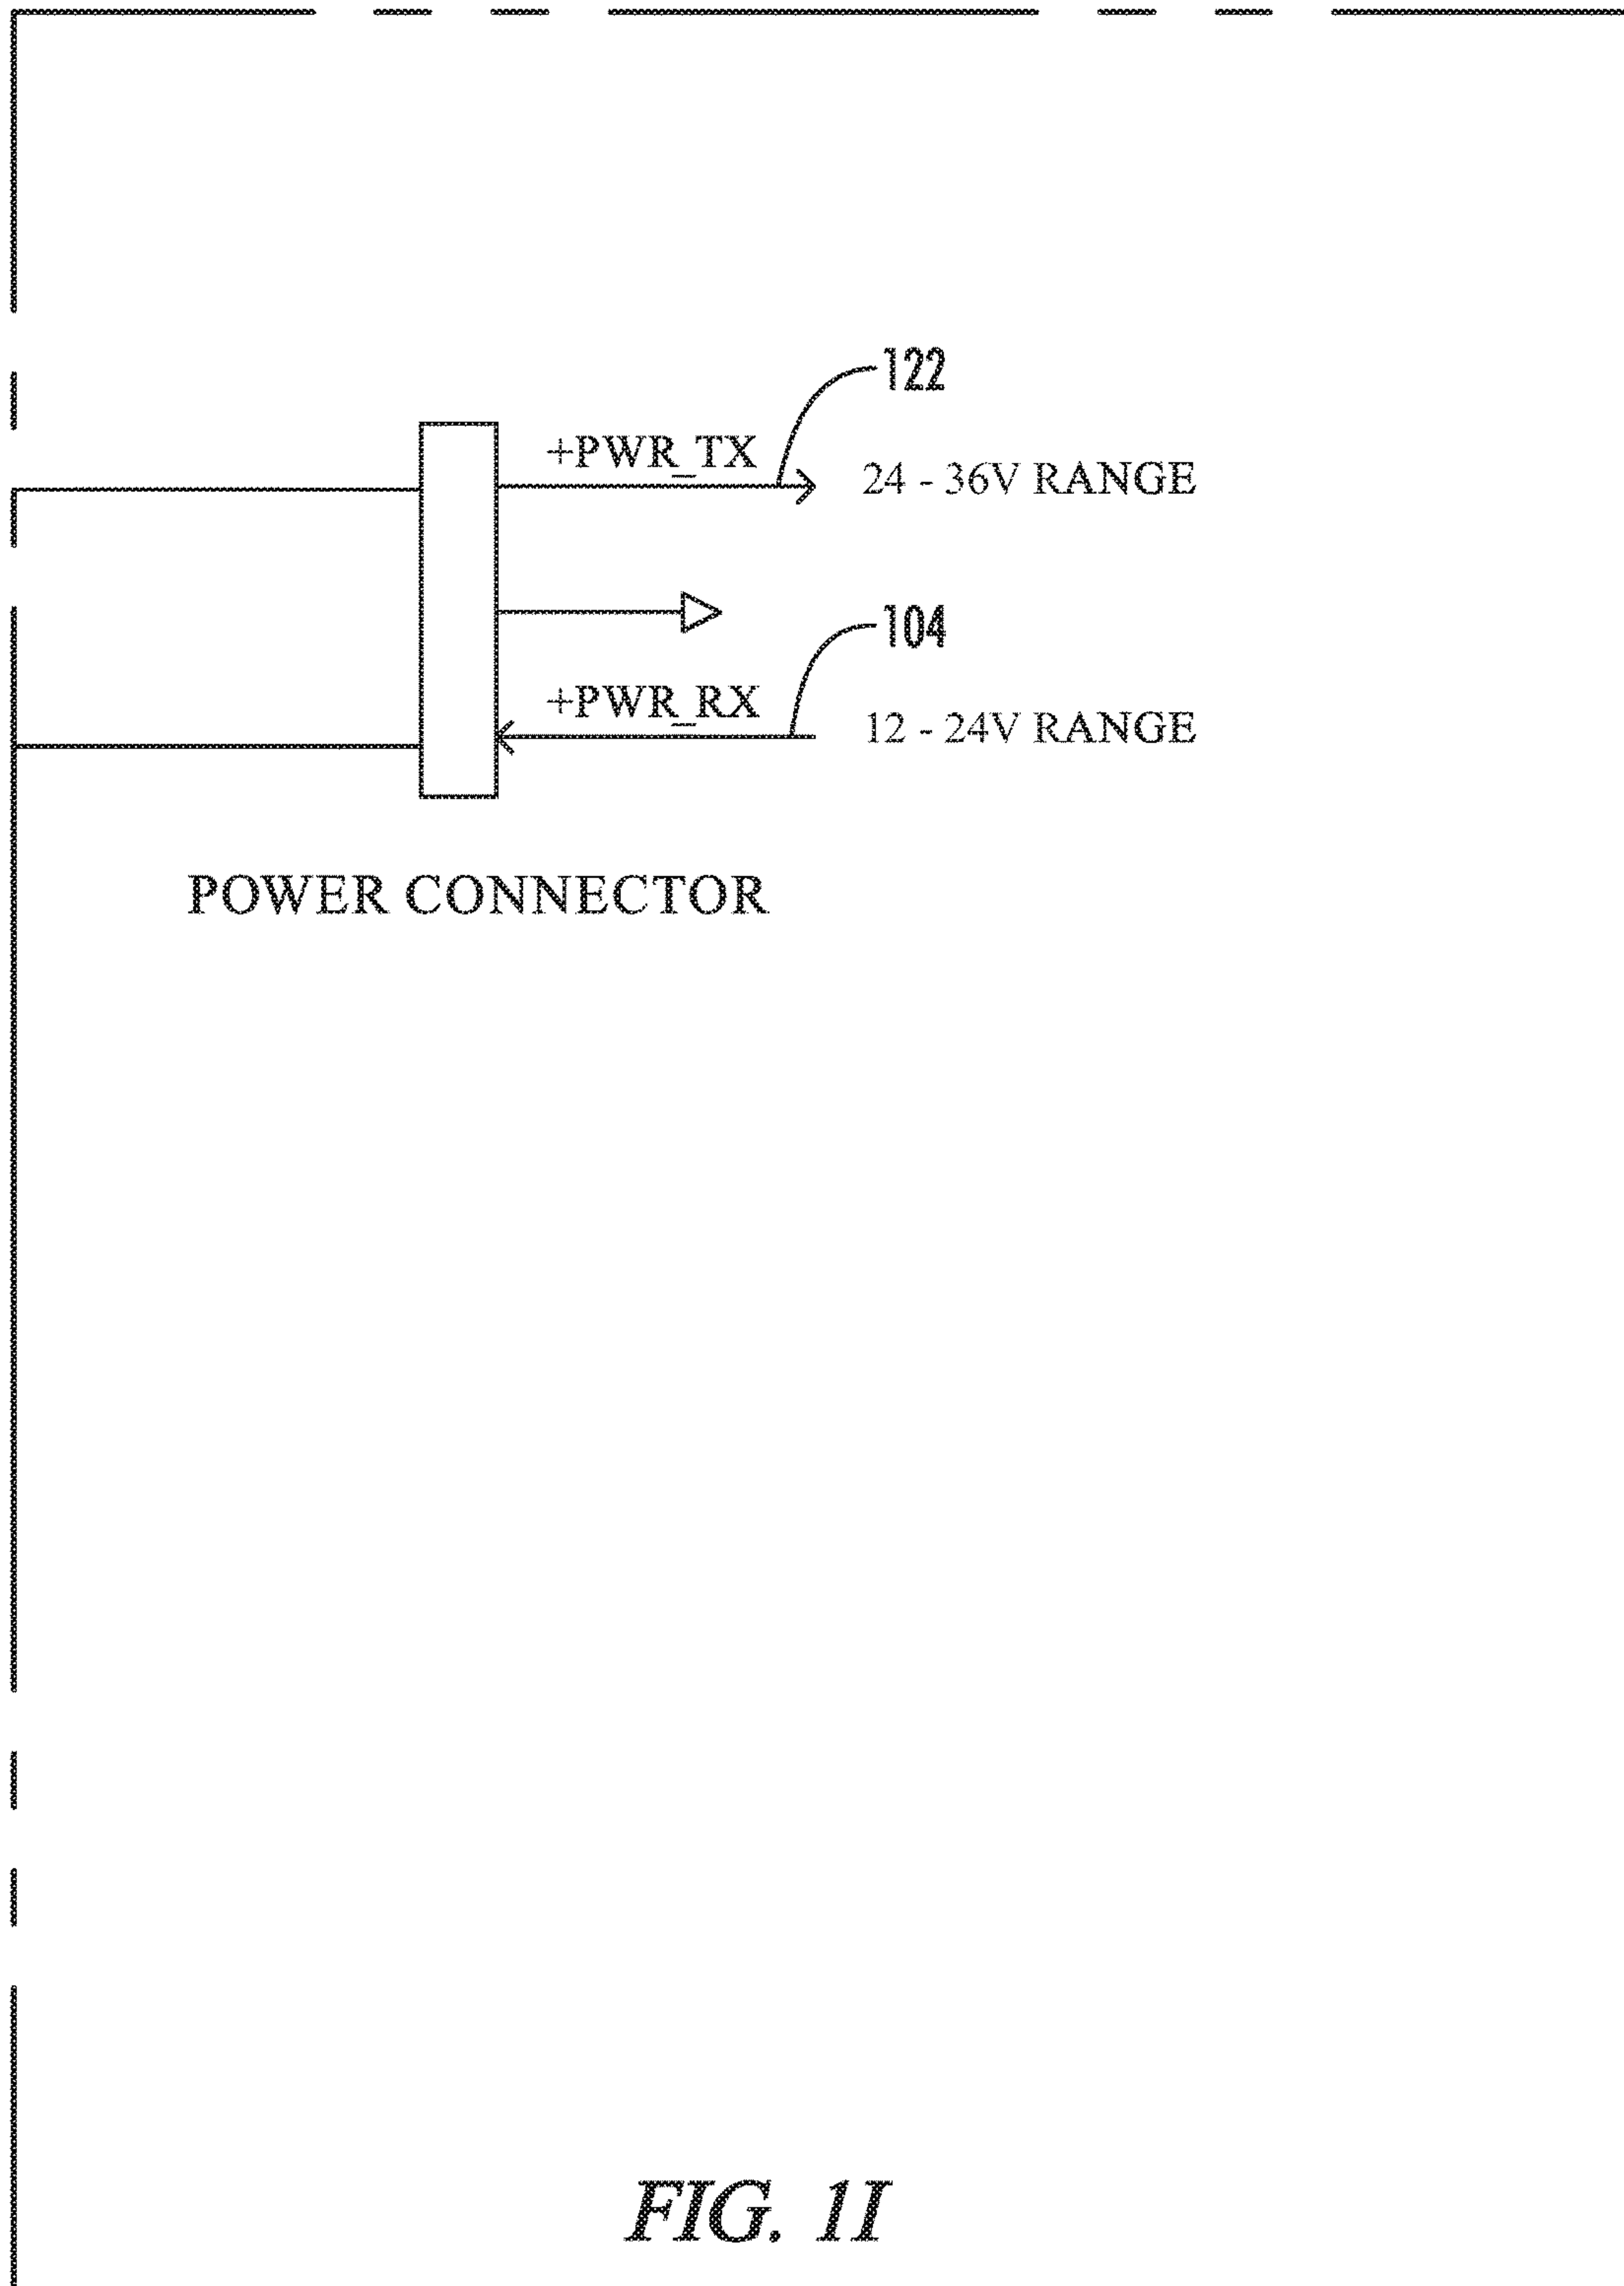 122
+PWR_TX
24 - 36V RANGE
104
+PWR_RX
12 - 24V RANGE
POWER CONNECTOR
FIG. 1I